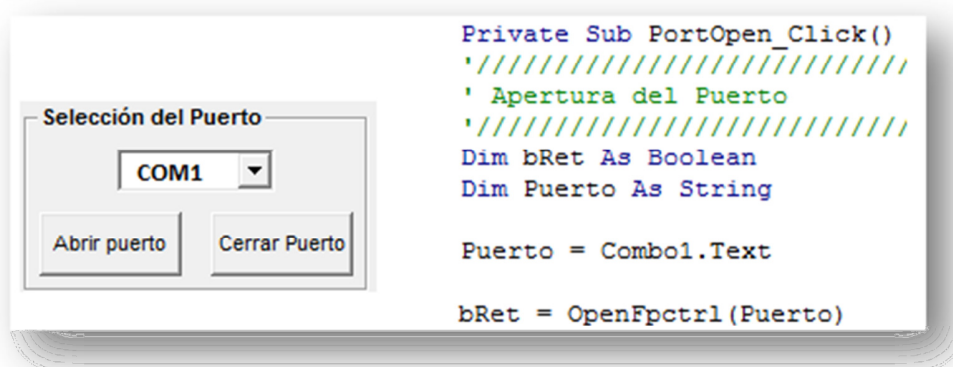 Selección del Puerto
COM1
Abrir puerto
Cerrar Puerto
Private Sub PortOpen_Click()
'////////////////////////////
' Apertura del Puerto
'////////////////////////////
Dim bRet As Boolean
Dim Puerto As String
Puerto = Combo1.Text
bRet = OpenFpctrl(Puerto)